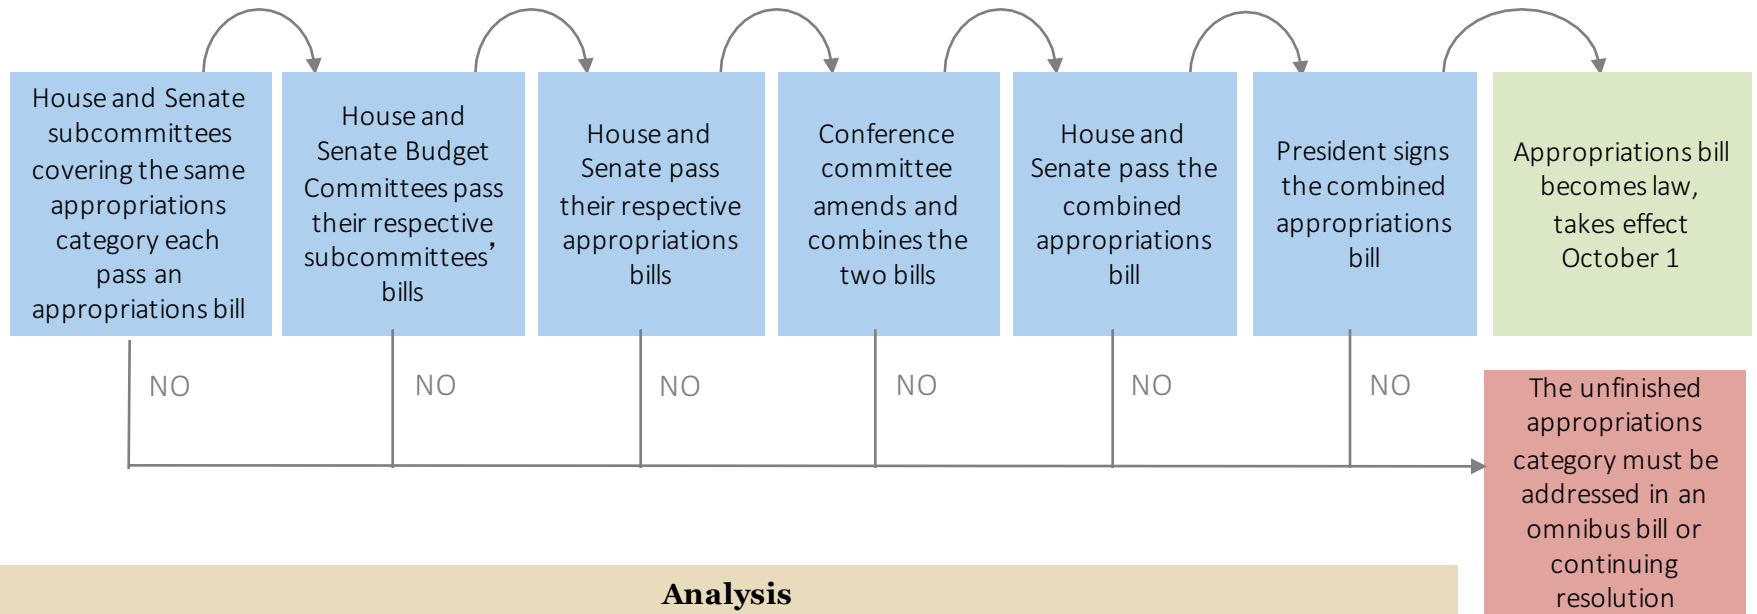 House and Senate
subcommittees
covering the same
appropriations
category each
pass an
appropriations bill
House and
Senate Budget
Committees pass
their respective
subcommittees’
bills
House and
Senate pass
their respective
appropriations
bills
Conference
committee
amends and
combines the
two bills
House and
Senate pass the
combined
appropriations
bill
President signs
the combined
appropriations
bill
Appropriations bill
becomes law,
takes effect
October 1
NO
NO
NO
NO
NO
NO
The unfinished
appropriations
category must be
addressed in an
omnibus bill or
continuing
resolution
Analysis